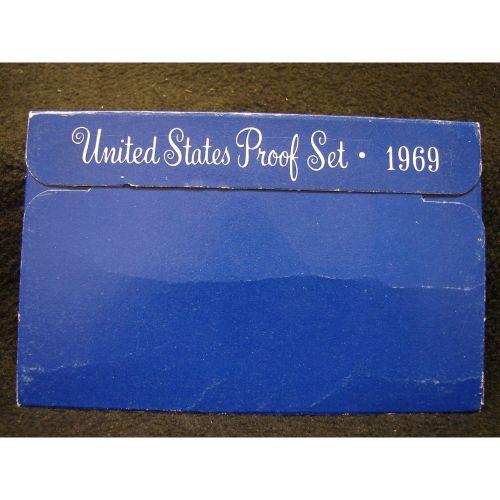 United States Proof Set • 1969